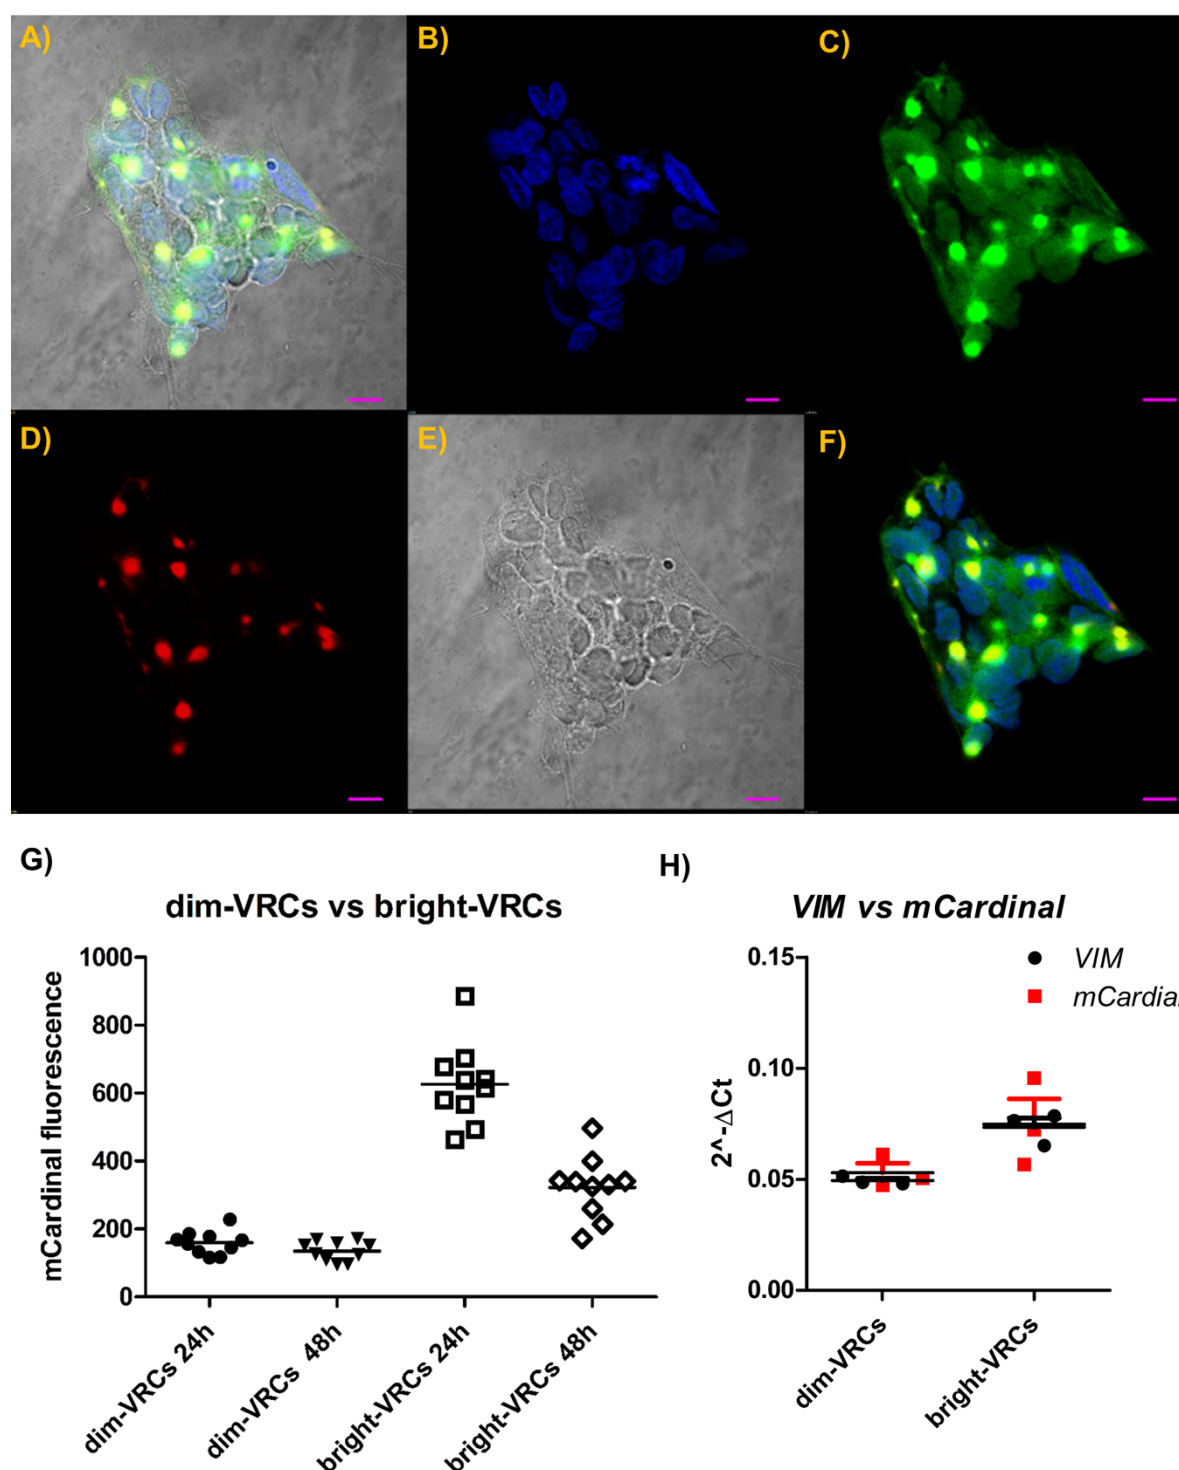 A)
B)
C)
D)
E)
F)
G)
dim-VRCs vs bright-VRCs
mCardinal fluorescence
1000
800
600
400
200
0
dim-VRCs 24h
dim-VRCs 48h
bright-VRCs 24h
bright-VRCs 48h
H)
VIM vs mCardinal
VIM
mCardia
2^-ΔCt
0.15
0.10
0.05
0.00
dim-VRCs
bright-VRCs